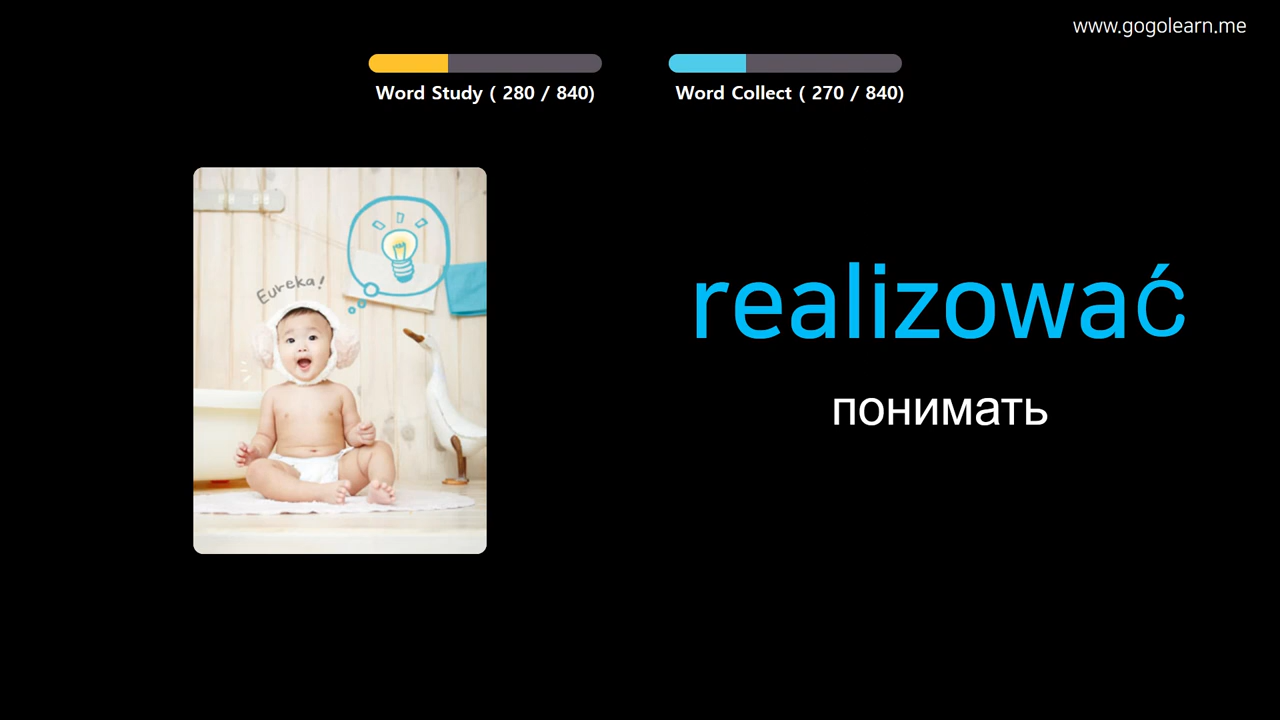 www.gogolearn.me
Word Study ( 280 / 840)
Word Collect ( 270 / 840)
Eureka!
realizować
понимать